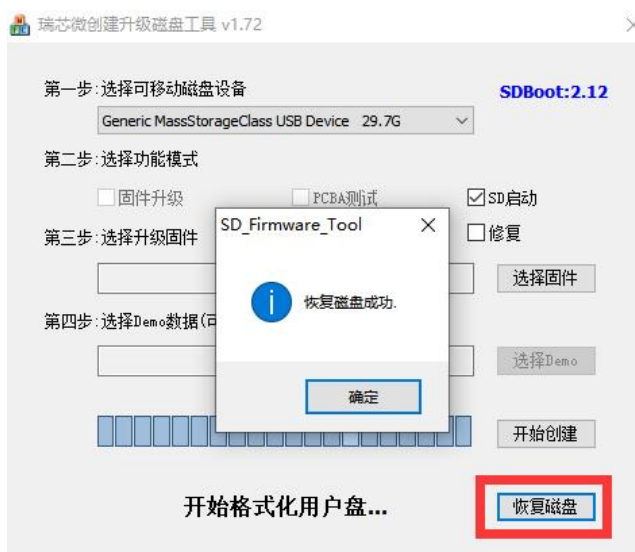 瑞芯微创建升级磁盘工具 v1.72
第一步:选择可移动磁盘设备
SDBoot:2.12
Generic MassStorageClass USB Device 29.7G
第二步:选择功能模式
固件升级
PCBA测试
SD启动
SD_Firmware_Tool
修复
第三步:选择升级固件
恢复磁盘成功.
选择固件
第四步:选择Demo数据(可
选择Demo
确定
开始创建
开始格式化用户盘...
恢复磁盘